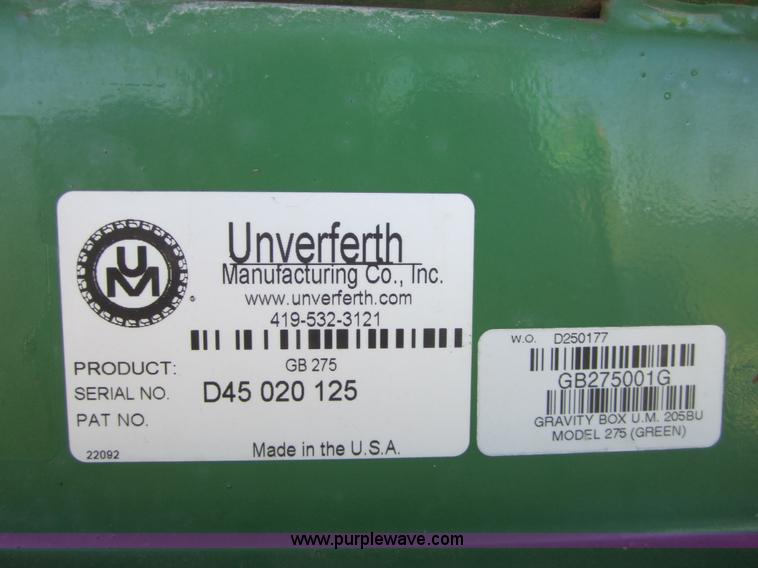 UM
Unverferth
Manufacturing Co., Inc.
www.unverferth.com
419-532-3121
PRODUCT: GB 275
SERIAL NO. D45 020 125
PAT NO.
22092 Made in the U.S.A.
W.O. D250177
GB275001G
GRAVITY BOX U.M. 205BU
MODEL 275 (GREEN)
www.purplewave.com